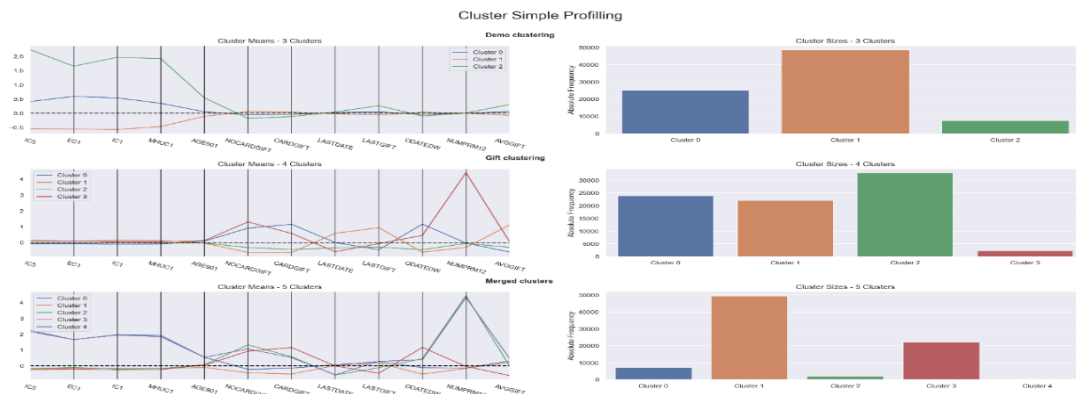 Cluster Simple Profilling
Demo clustering
Cluster Means - 3 Clusters
Cluster Sizes - 3 Clusters
2.0
1.5
1.0
0.5
0.0
−0.5
Cluster 0
Cluster 1
Cluster 2
IC5
EC1
IC1
MHUC1
AGE901
NOCARDGIFT
CARDGIFT
LASTDATE
LASTGIFT
ODATEDW
NUMPRM12
AVGGIFT
Absolute Frequency
50000
40000
30000
20000
10000
0
Cluster 0
Cluster 1
Cluster 2
Gift clustering
Cluster Means - 4 Clusters
Cluster Sizes - 4 Clusters
4
3
2
1
0
Cluster 0
Cluster 1
Cluster 2
Cluster 3
IC5
EC1
IC1
MHUC1
AGE901
NOCARDGIFT
CARDGIFT
LASTDATE
LASTGIFT
ODATEDW
NUMPRM12
AVGGIFT
Absolute Frequency
30000
25000
20000
15000
10000
5000
0
Cluster 0
Cluster 1
Cluster 2
Cluster 3
Merged clusters
Cluster Means - 5 Clusters
Cluster Sizes - 5 Clusters
4
3
2
1
0
Cluster 0
Cluster 1
Cluster 2
Cluster 3
Cluster 4
IC5
EC1
IC1
MHUC1
AGE901
NOCARDGIFT
CARDGIFT
LASTDATE
LASTGIFT
ODATEDW
NUMPRM12
AVGGIFT
Absolute Frequency
50000
40000
30000
20000
10000
0
Cluster 0
Cluster 1
Cluster 2
Cluster 3
Cluster 4